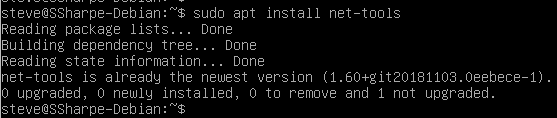 steve@SSharpe-Debian:~$ sudo apt install net-tools
Reading package lists... Done
Building dependency tree... Done
Reading state information... Done
net-tools is already the newest version (1.60+git20181103.0eebece-1).
0 upgraded, 0 newly installed, 0 to remove and 1 not upgraded.
steve@SSharpe-Debian:~$